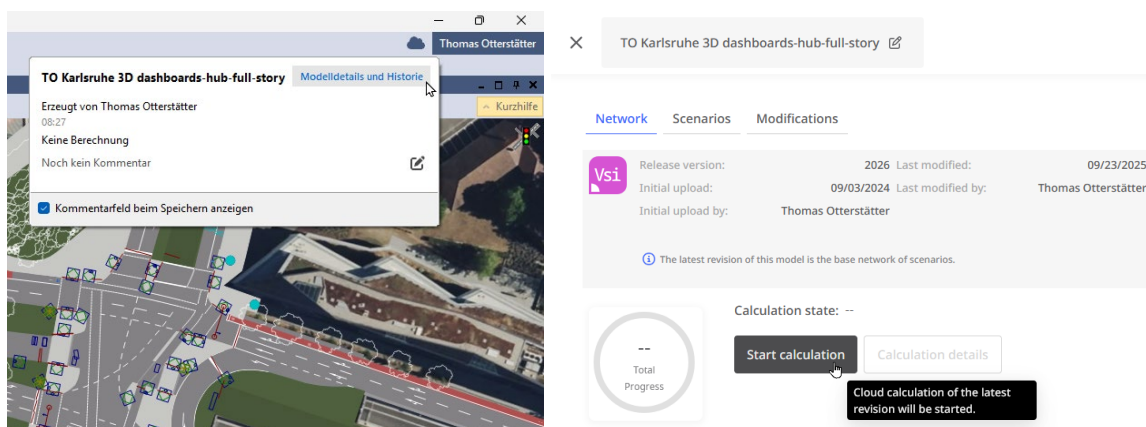 Thomas Otterstätter
TO Karlsruhe 3D dashboards-hub-full-story
Modelldetails und Historie
Erzeugt von Thomas Otterstätter
08:27
Keine Berechnung
Noch kein Kommentar
Kommentarfeld beim Speichern anzeigen
Kurzhilfe
TO Karlsruhe 3D dashboards-hub-full-story
Network Scenarios Modifications
Vsi
Release version: 2026 Last modified: 09/23/2025
Initial upload: 09/03/2024 Last modified by: Thomas Otterstätter
Initial upload by: Thomas Otterstätter
The latest revision of this model is the base network of scenarios.
Calculation state: --
--
Total
Progress
Start calculation
Calculation details
Cloud calculation of the latest
revision will be started.